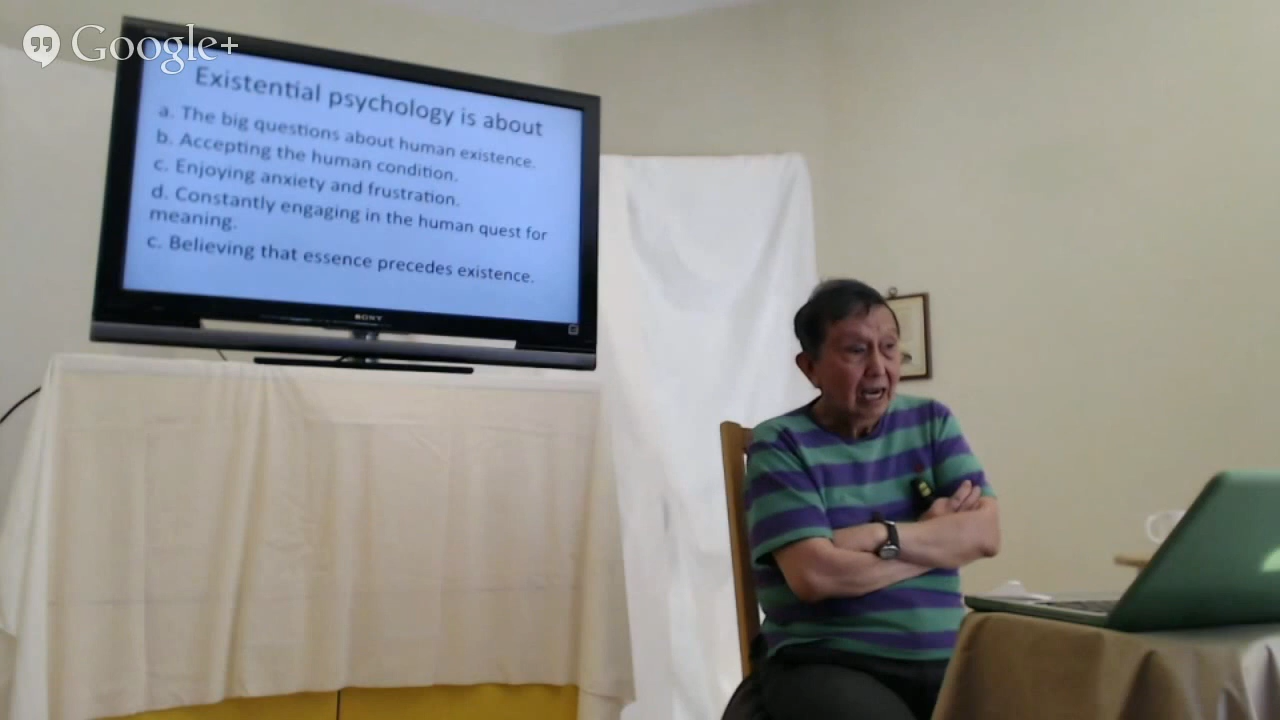 Google+
Existential psychology is about
a. The big questions about human existence.
b. Accepting the human condition.
c. Enjoying anxiety and frustration.
d. Constantly engaging in the human quest for
meaning.
c. Believing that essence precedes existence.
SONY